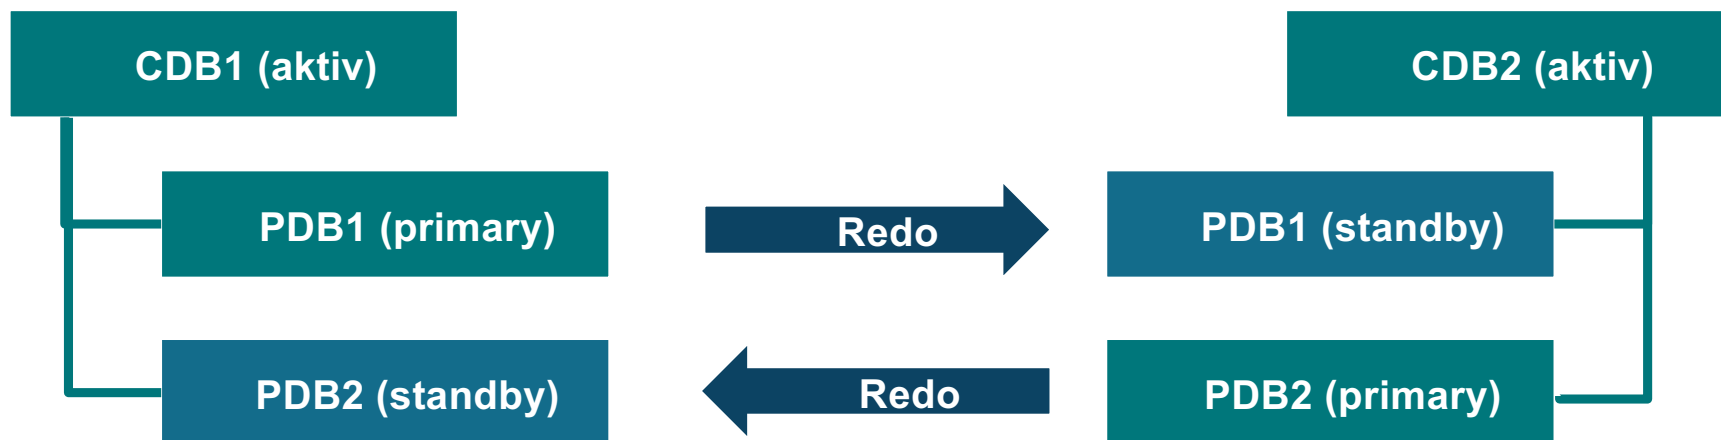 CDB1 (aktiv)
CDB2 (aktiv)
PDB1 (primary)
Redo
PDB1 (standby)
PDB2 (standby)
Redo
PDB2 (primary)